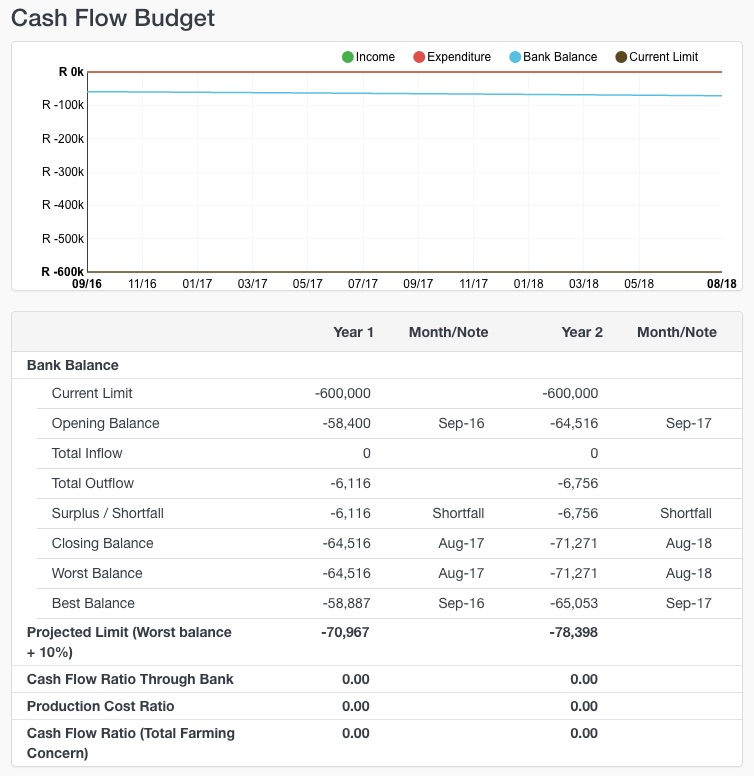 Cash Flow Budget
Income Expenditure Bank Balance Current Limit
R 0k
R -100k
R -200k
R -300k
R -400k
R -500k
R -600k
09/16 11/16 01/17 03/17 05/17 07/17 09/17 11/17 01/18 03/18 05/18 08/18
Year 1 Month/Note Year 2 Month/Note
Bank Balance
Current Limit -600,000 -600,000
Opening Balance -58,400 Sep-16 -64,516 Sep-17
Total Inflow 0 0
Total Outflow -6,116 -6,756
Surplus / Shortfall -6,116 Shortfall -6,756 Shortfall
Closing Balance -64,516 Aug-17 -71,271 Aug-18
Worst Balance -64,516 Aug-17 -71,271 Aug-18
Best Balance -58,887 Sep-16 -65,053 Sep-17
Projected Limit (Worst balance -70,967 -78,398
+ 10%)
Cash Flow Ratio Through Bank 0.00 0.00
Production Cost Ratio 0.00 0.00
Cash Flow Ratio (Total Farming 0.00 0.00
Concern)